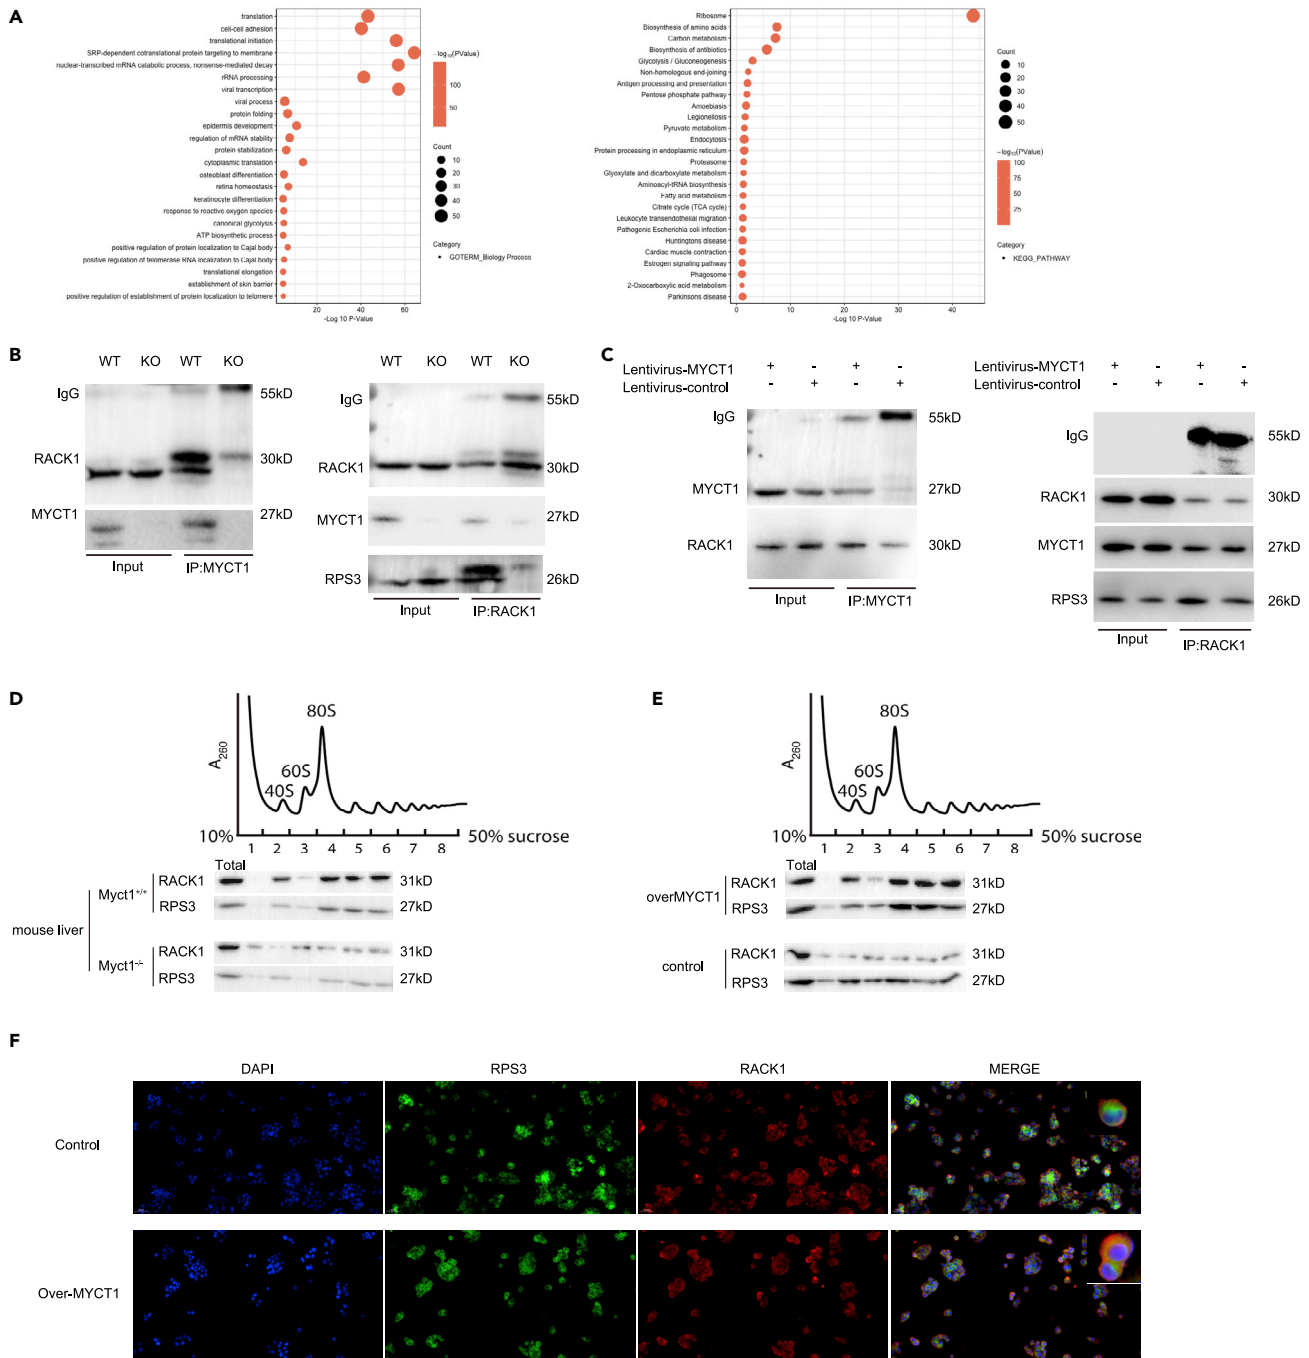 A
translation
cell-cell adhesion
translational initiation
SRP-dependent cotranslational protein targeting to membrane
nuclear-transcribed mRNA catabolic process, nonsense-mediated decay
rRNA processing
viral transcription
viral process
protein folding
epidermis development
regulation of mRNA stability
protein stabilization
cytoplasmic translation
osteoblast differentiation
retina homeostasis
keratinocyte differentiation
response to reactive oxygen species
canonical glycolysis
ATP biosynthetic process
positive regulation of protein localization to Cajal body
positive regulation of telomerase RNA localization to Cajal body
translational elongation
establishment of skin barrier
positive regulation of establishment of protein localization to telomere
20 40 60
-Log 10 P-Value
-log10(PValue)
100
50
Count
10
20
30
40
50
Category
GOTERM_Biology Process
Ribosome
Biosynthesis of amino acids
Carbon metabolism
Biosynthesis of antibiotics
Glycolysis / Gluconeogenesis
Non-homologous end-joining
Antigen processing and presentation
Pentose phosphate pathway
Amoebiasis
Legionellosis
Pyruvate metabolism
Endocytosis
Protein processing in endoplasmic reticulum
Proteasome
Glyoxylate and dicarboxylate metabolism
Aminoacyl-tRNA biosynthesis
Fatty acid metabolism
Citrate cycle (TCA cycle)
Leukocyte transendothelial migration
Pathogenic Escherichia coli infection
Huntingtons disease
Cardiac muscle contraction
Estrogen signaling pathway
Phagosome
2-Oxocarboxylic acid metabolism
Parkinsons disease
0 10 20 30 40
-Log 10 P-Value
Count
10
20
30
40
50
-log10(PValue)
100
75
50
25
Category
KEGG_PATHWAY
B
WT KO WT KO
IgG 55kD
RACK1 30kD
MYCT1 27kD
Input IP:MYCT1
WT KO WT KO
IgG 55kD
RACK1 30kD
MYCT1 27kD
RPS3 26kD
Input IP:RACK1
C
Lentivirus-MYCT1 + - + -
Lentivirus-control - + - +
IgG 55kD
MYCT1 27kD
RACK1 30kD
Input IP:MYCT1
Lentivirus-MYCT1 + - + -
Lentivirus-control - + - +
IgG 55kD
RACK1 30kD
MYCT1 27kD
RPS3 26kD
Input IP:RACK1
D
A260
40S 60S 80S
10% 50% sucrose
1 2 3 4 5 6 7 8
Total
mouse liver
Myct1+/+
RACK1 31kD
RPS3 27kD
Myct1-/-
RACK1 31kD
RPS3 27kD
E
A260
40S 60S 80S
10% 50% sucrose
1 2 3 4 5 6 7 8
Total
overMYCT1
RACK1 31kD
RPS3 27kD
control
RACK1 31kD
RPS3 27kD
F
DAPI RPS3 RACK1 MERGE
Control
Over-MYCT1